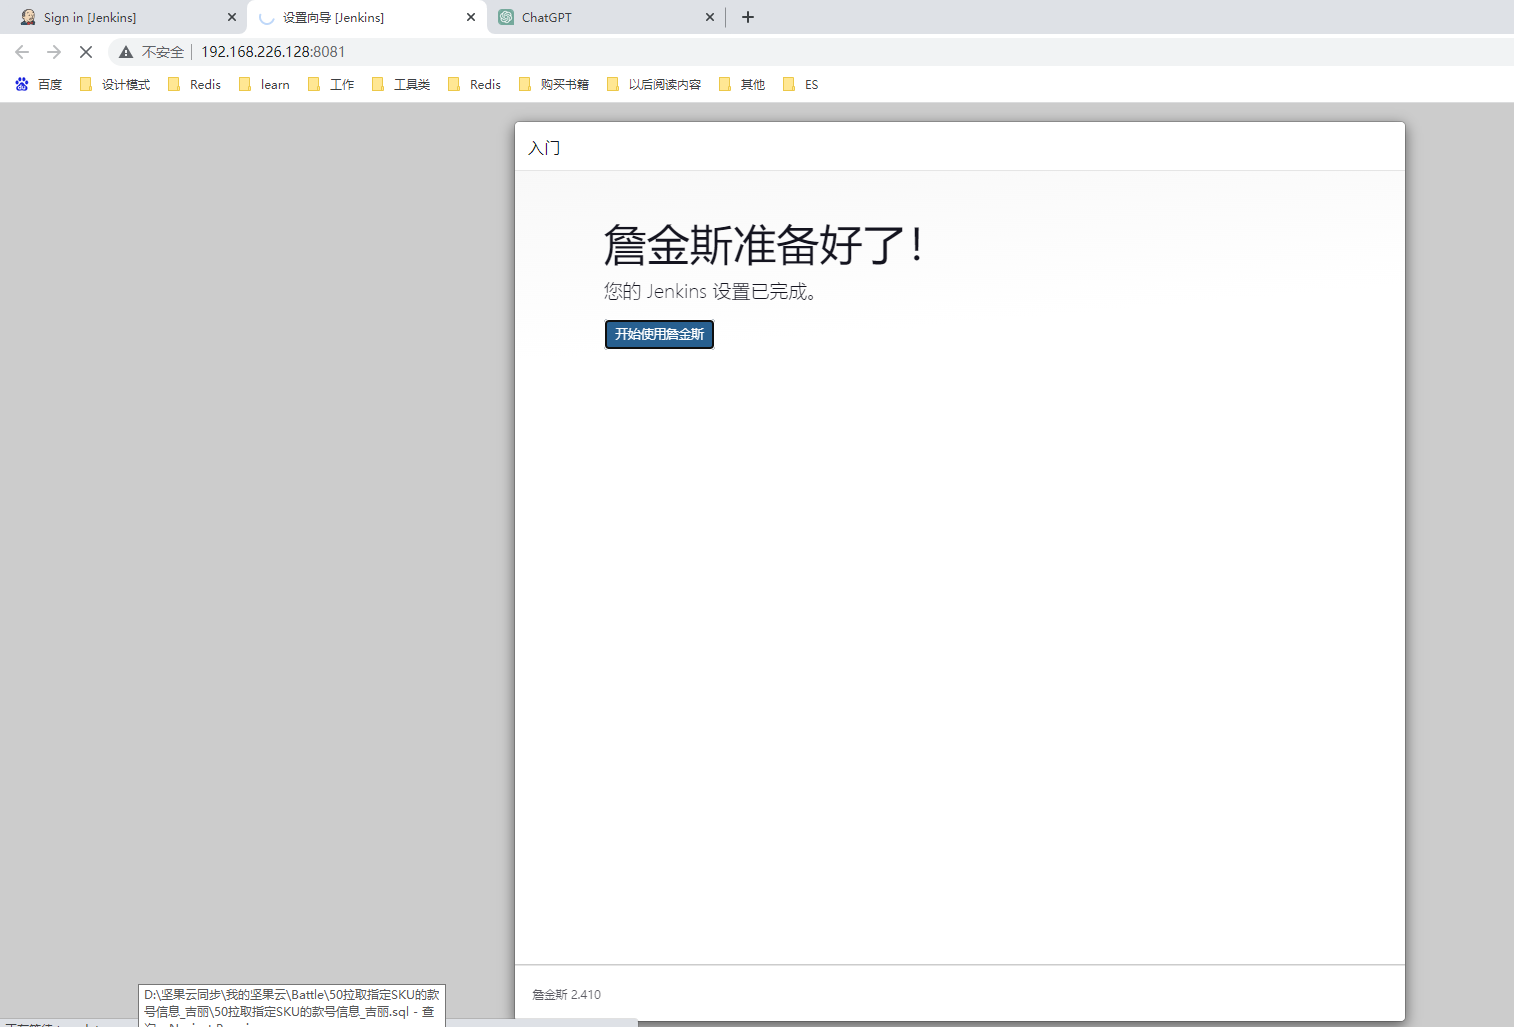 Sign in [Jenkins]
设置向导 [Jenkins]
ChatGPT
不安全
192.168.226.128:8081
百度
设计模式
Redis
learn
工作
工具类
Redis
购买书籍
以后阅读内容
其他
ES
入门
詹金斯准备好了!
您的 Jenkins 设置已完成。
开始使用詹金斯
詹金斯 2.410
D:\坚果云同步\我的坚果云\Battle\50拉取指定SKU的款
号信息_吉丽\50拉取指定SKU的款号信息_吉丽.sql - 查